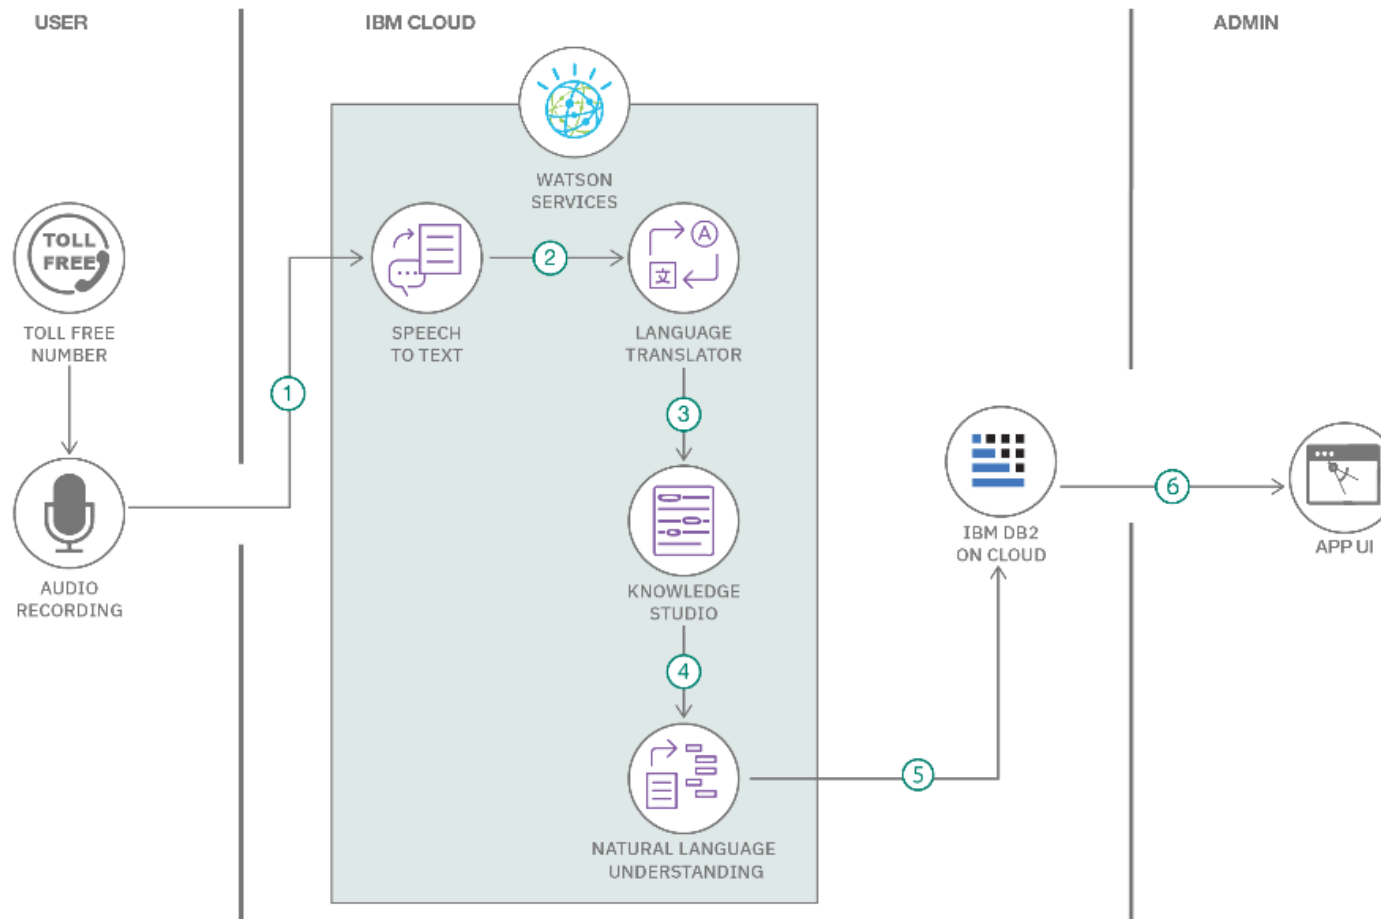 USER
IBM CLOUD
ADMIN
WATSON
SERVICES
TOLL
FREE
TOLL FREE
NUMBER
1
SPEECH
TO TEXT
2
A
文
LANGUAGE
TRANSLATOR
3
AUDIO
RECORDING
KNOWLEDGE
STUDIO
4
NATURAL LANGUAGE
UNDERSTANDING
5
IBM DB2
ON CLOUD
6
APP UI